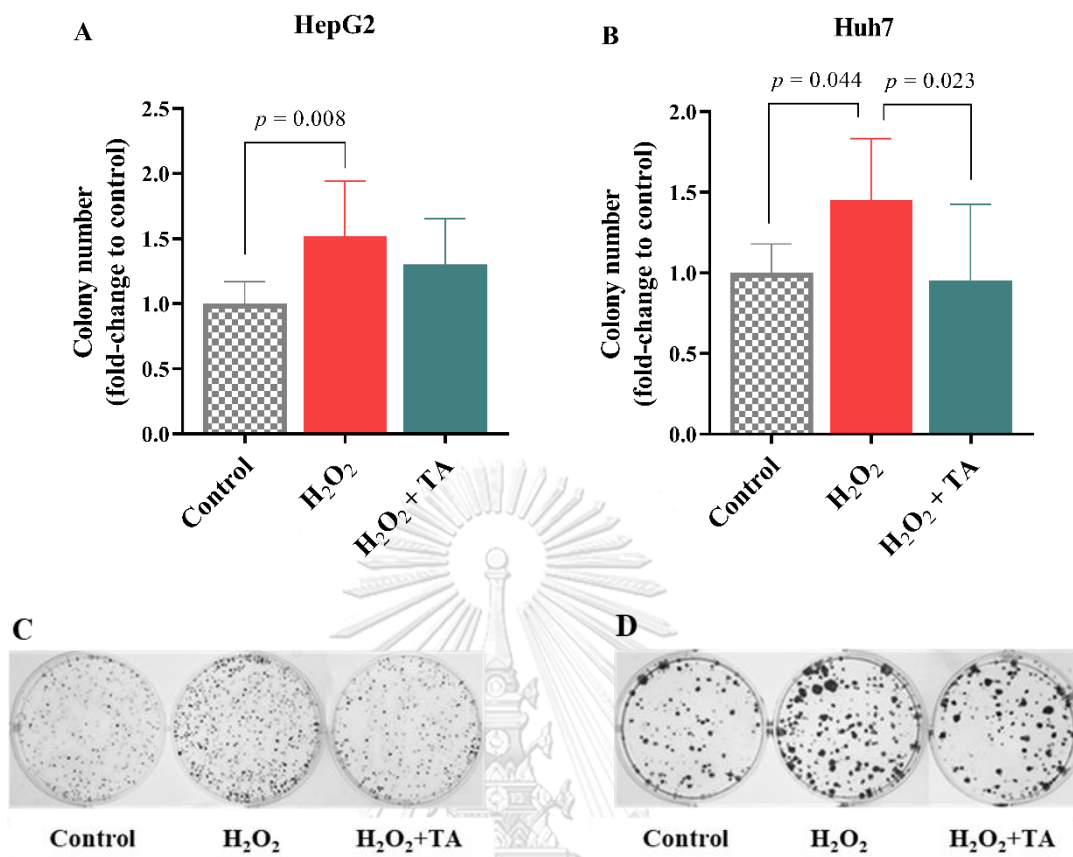 A
HepG2
p = 0.008
Colony number
(fold-change to control)
2.5
2.0
1.5
1.0
0.5
0.0
Control
H₂O₂
H₂O₂ + TA
B
Huh7
p = 0.044
p = 0.023
Colony number
(fold-change to control)
2.0
1.5
1.0
0.5
0.0
Control
H₂O₂
H₂O₂ + TA
C
Control
H₂O₂
H₂O₂+TA
D
Control
H₂O₂
H₂O₂+TA